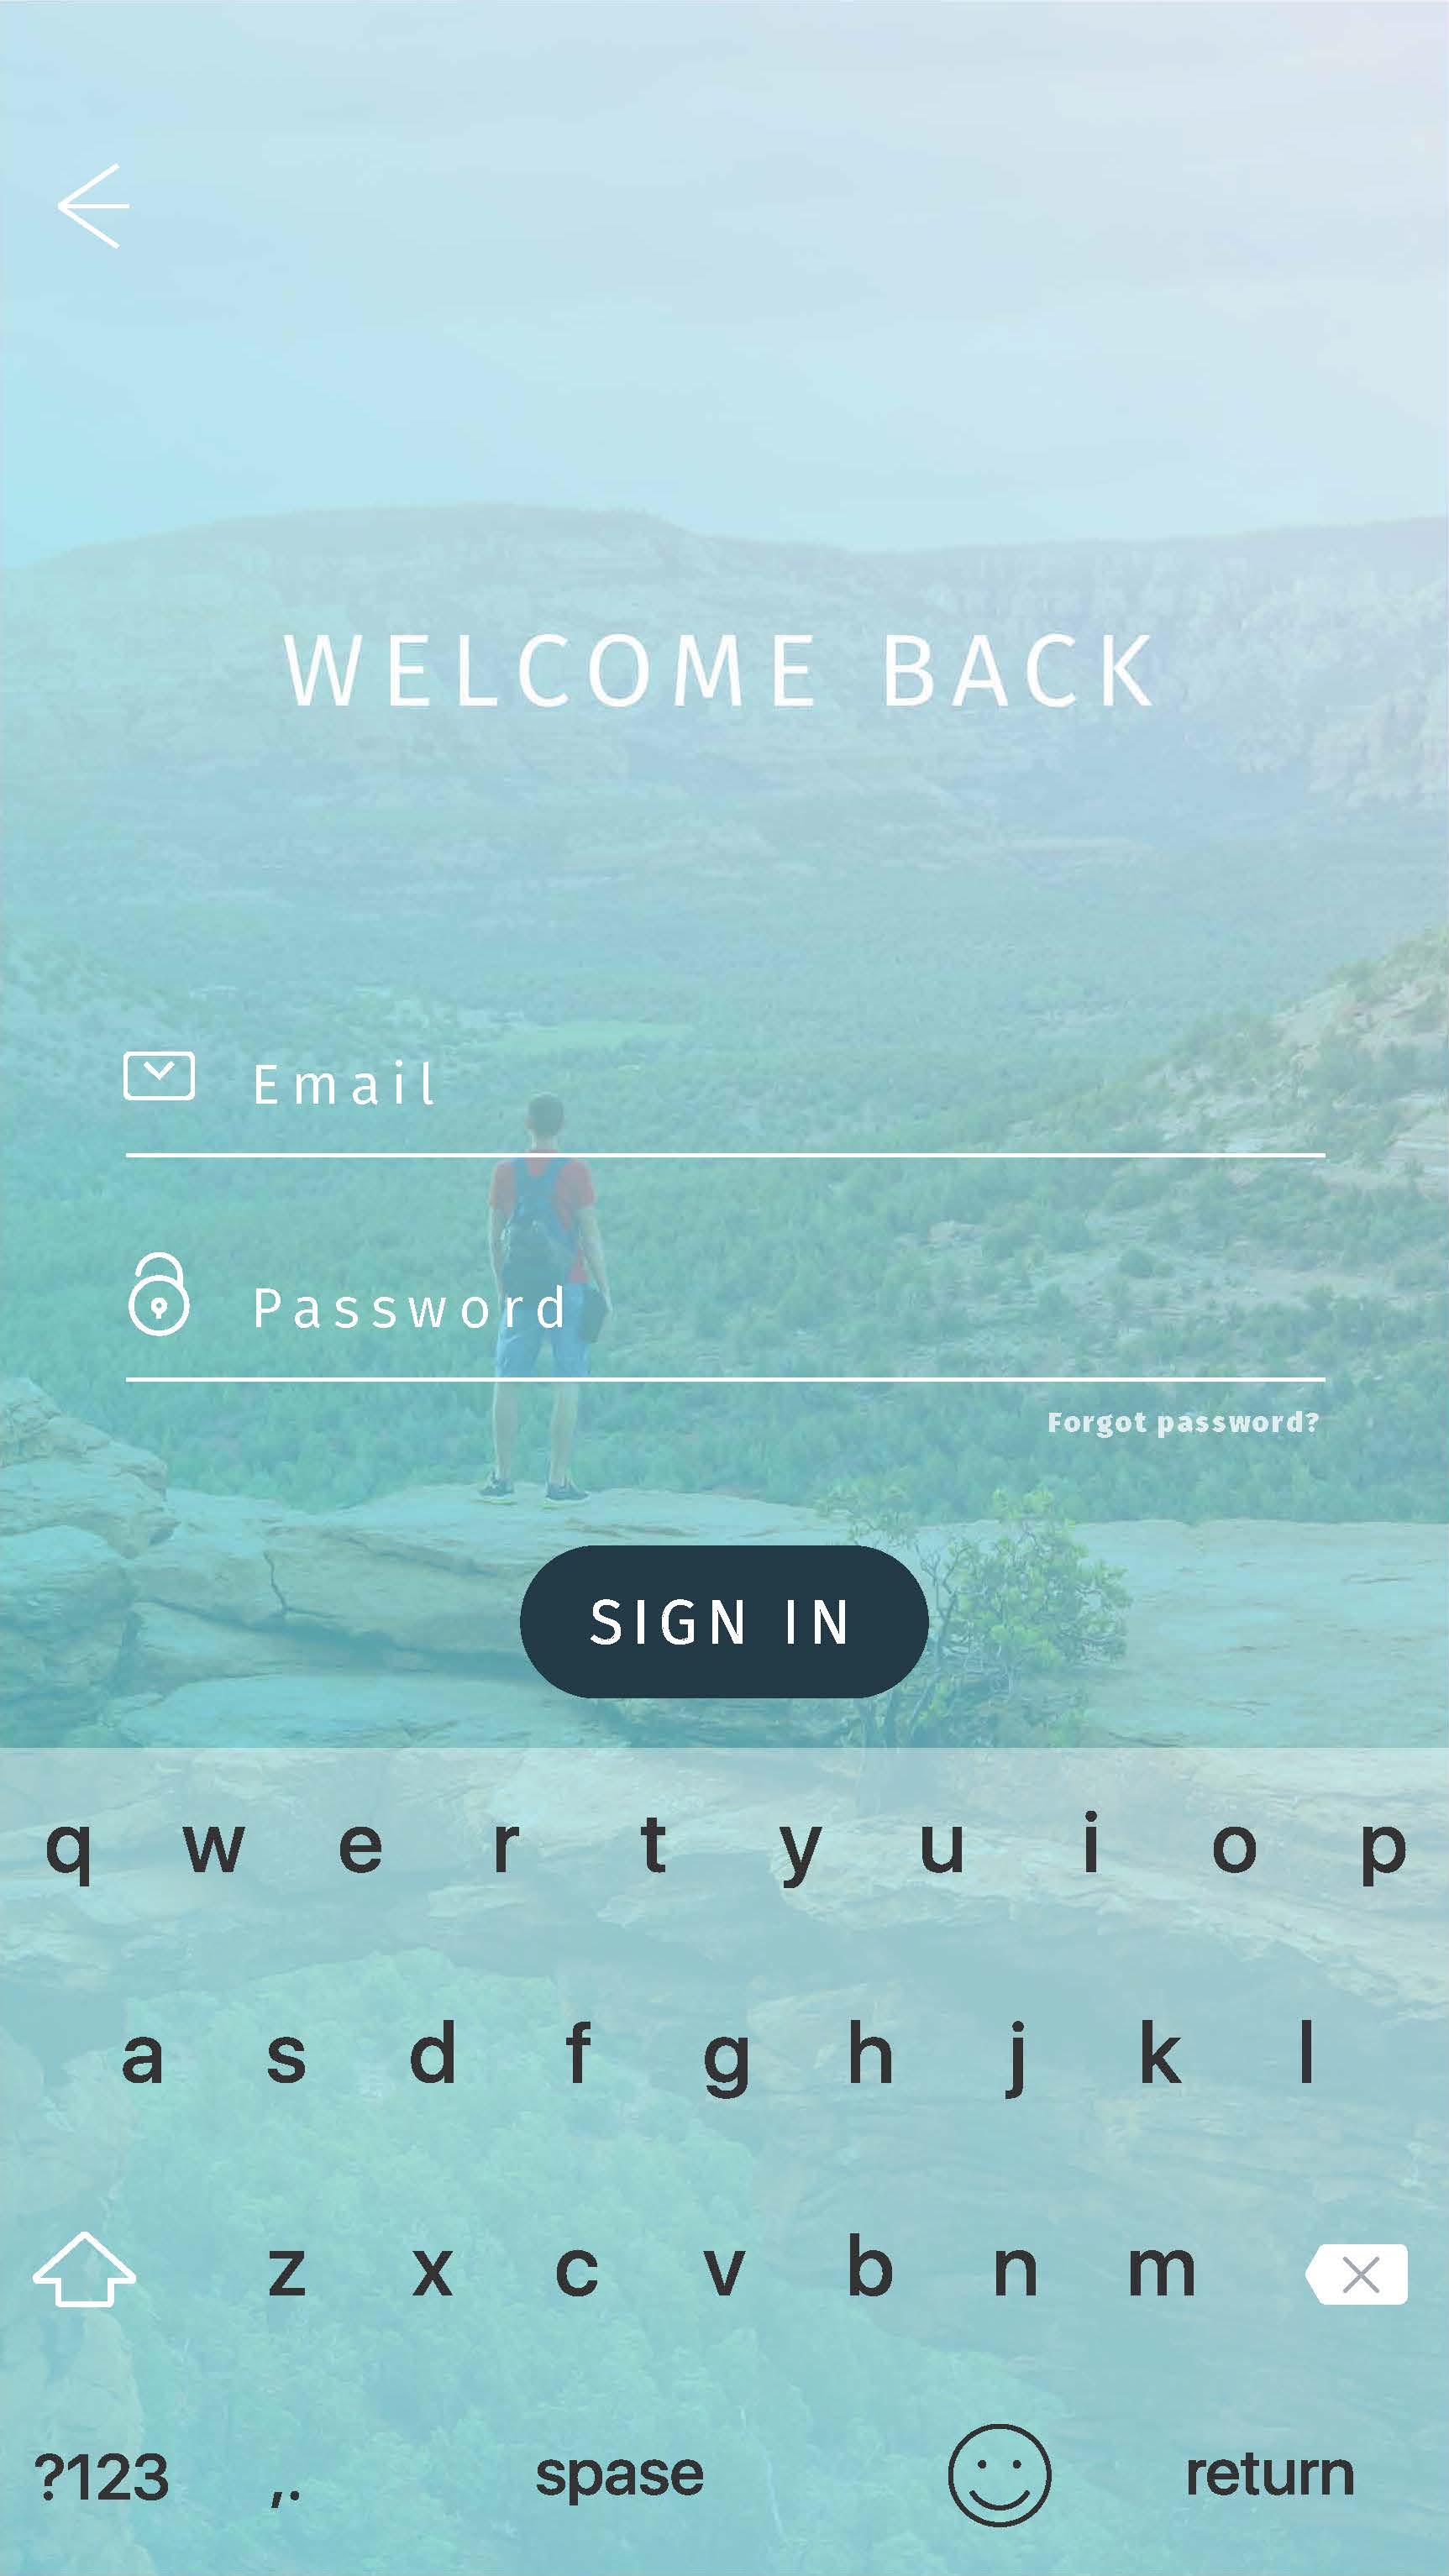 WELCOME BACK
Email
Password
Forgot password?
SIGN IN
q w e r t y u i o p
a s d f g h j k l
z x c v b n m
?123 ,. spase return